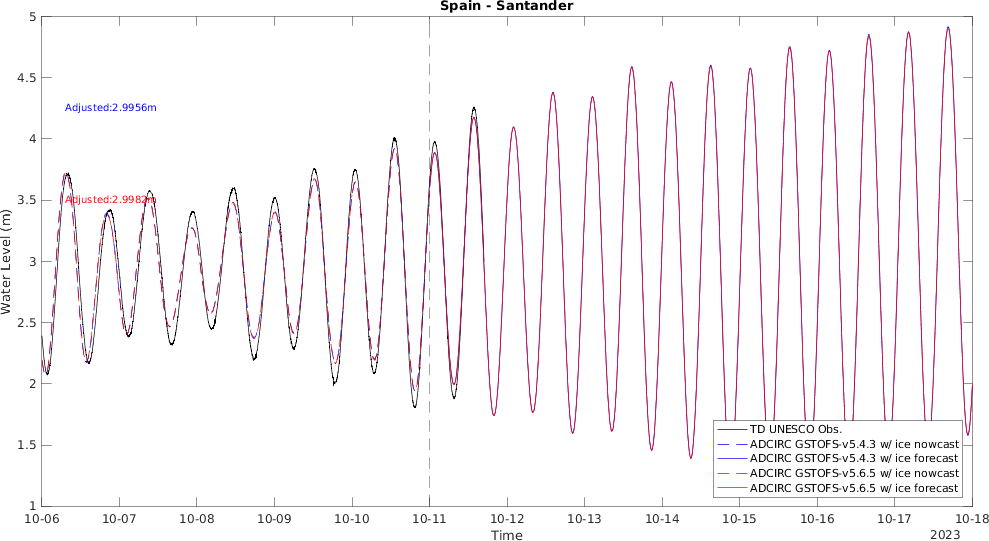 Spain - Santander
5
4.5
4
3.5
3
2.5
2
1.5
1
Water Level (m)
Adjusted:2.9956m
Adjusted:2.9982m
TD UNESCO Obs.
ADCIRC GSTOFS-v5.4.3 w/ ice nowcast
ADCIRC GSTOFS-v5.4.3 w/ ice forecast
ADCIRC GSTOFS-v5.6.5 w/ ice nowcast
ADCIRC GSTOFS-v5.6.5 w/ ice forecast
10-06 10-07 10-08 10-09 10-10 10-11 10-12 10-13 10-14 10-15 10-16 10-17 10-18
Time
2023